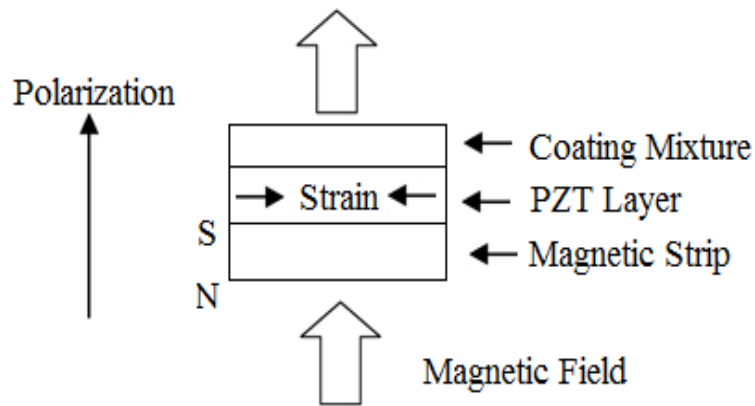 Polarization
Coating Mixture
Strain
PZT Layer
S
Magnetic Strip
N
Magnetic Field